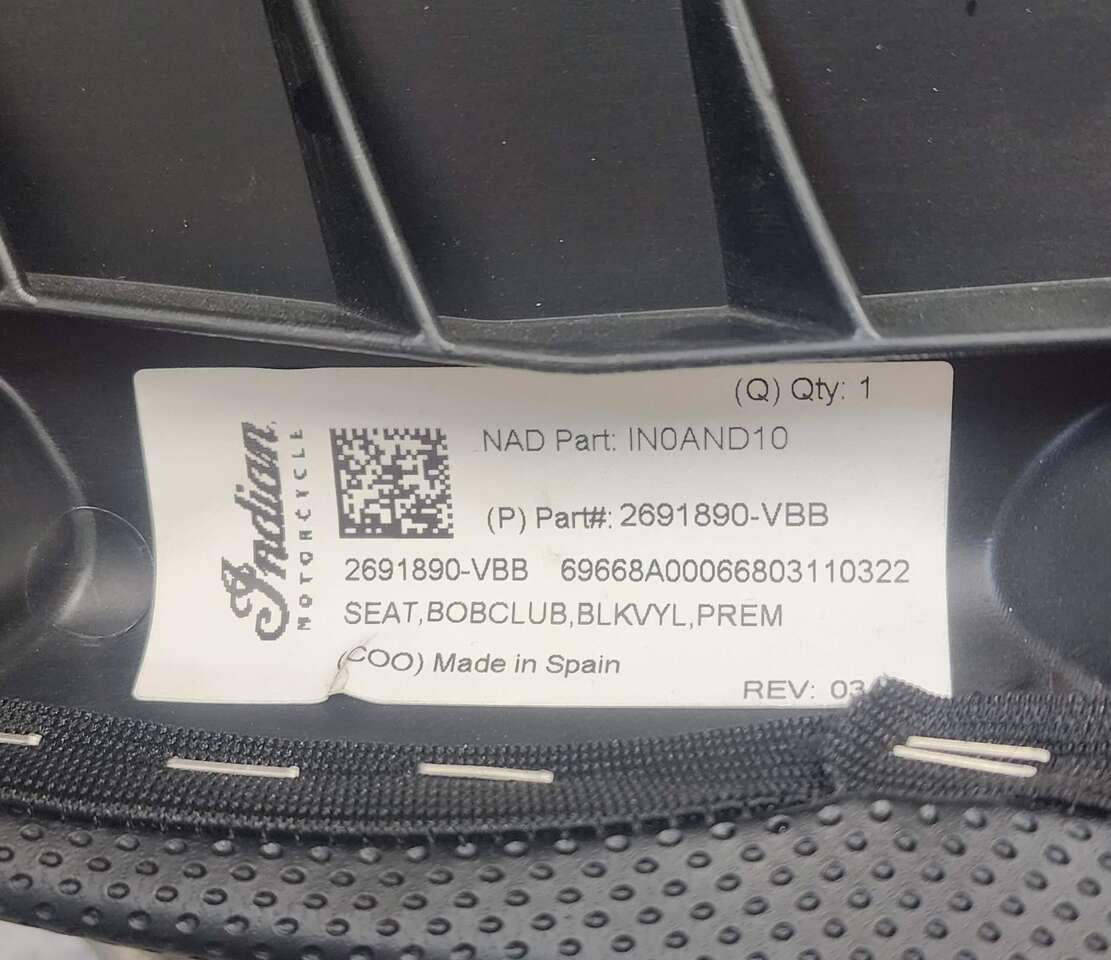 (Q) Qty: 1
NAD Part: IN0AND10
Indian
MOTORCYCLE
(P) Part#: 2691890-VBB
2691890-VBB 69668A00066803110322
SEAT,BOBCLUB,BLKVYL,PREM
(COO) Made in Spain
REV: 03